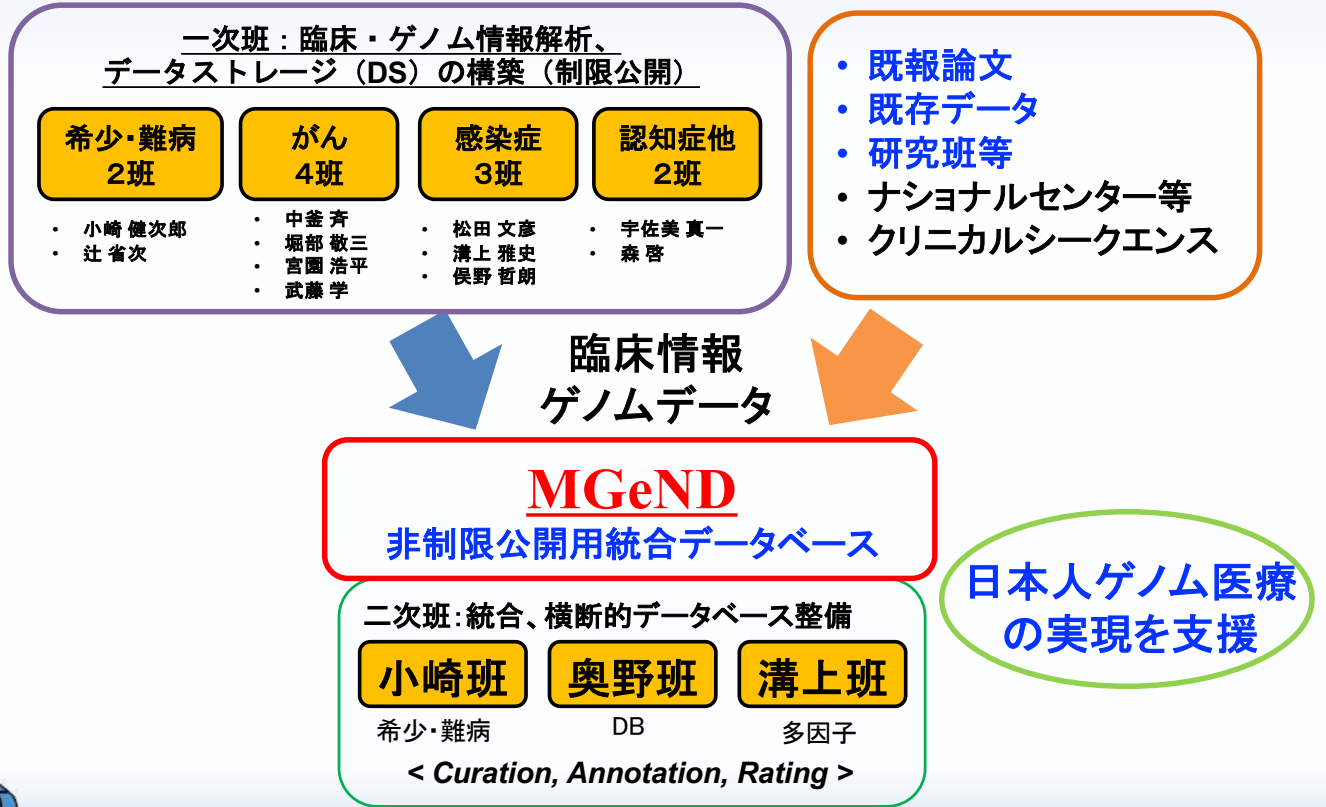 一次班：臨床・ゲノム情報解析、
データストレージ（DS）の構築（制限公開）
希少・難病
２班
がん
４班
感染症
３班
認知症他
２班
・ 小崎 健次郎
・ 辻 省次
・ 中釜 斉
・ 堀部 敬三
・ 宮園 浩平
・ 武藤 学
・ 松田 文彦
・ 溝上 雅史
・ 俣野 哲朗
・ 宇佐美 真一
・ 森 啓
• 既報論文
• 既存データ
• 研究班等
• ナショナルセンター等
• クリニカルシークエンス
臨床情報
ゲノムデータ
MGeND
非制限公開用統合データベース
二次班：統合、横断的データベース整備
小崎班
奥野班
溝上班
希少・難病
DB
多因子
< Curation, Annotation, Rating >
日本人ゲノム医療
の実現を支援